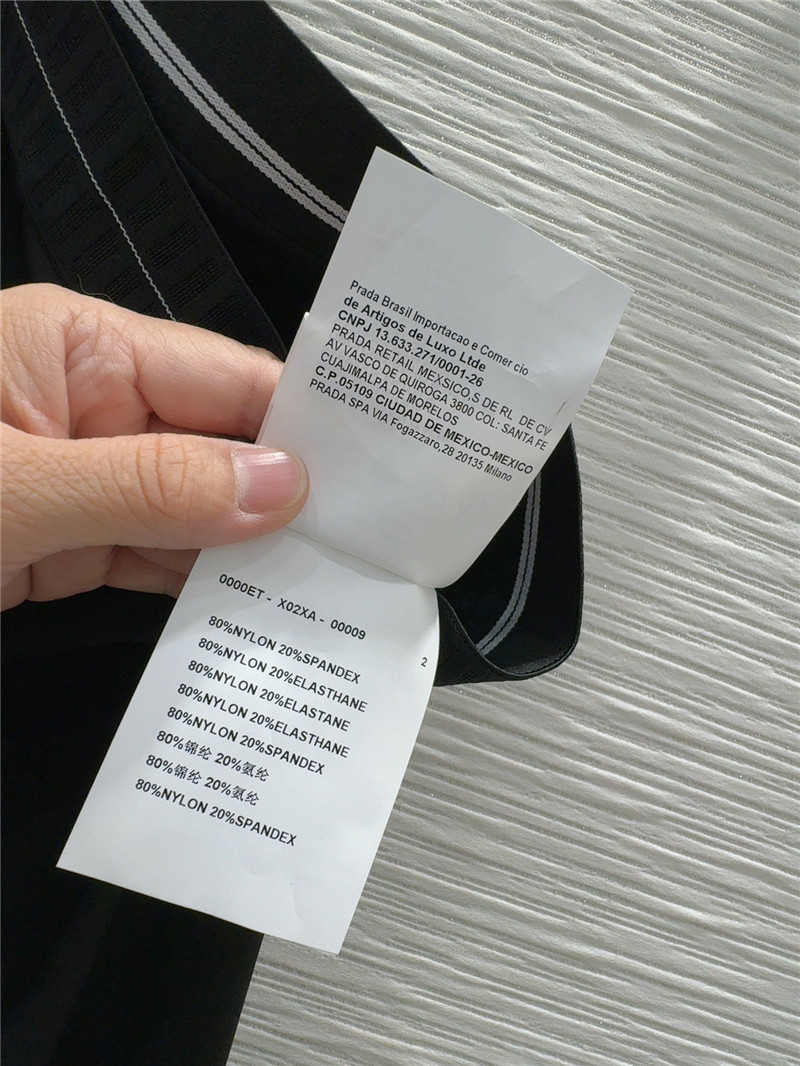 Prada Brasil Importacao e Comer cio
de Artigos de Luxo Ltde
CNPJ 13.633.271/0001-26
PRADA RETAIL MEXSICO,S DE RL DE CV
AV VASCO DE QUIROGA 3800 COL: SANTA FE
CUAJIMALPA DE MORELOS
C.P.05109 CIUDAD DE MEXICO-MEXICO
PRADA SPA VIA Fogazzaro,28 20135 Milano
0000ET - X02XA - 00009
2
80%NYLON 20%SPANDEX
80%NYLON 20%ELASTHANE
80%NYLON 20%ELASTANE
80%NYLON 20%ELASTHANE
80%NYLON 20%SPANDEX
80%锦纶 20%氨纶
80%锦纶 20%氨纶
80%NYLON 20%SPANDEX